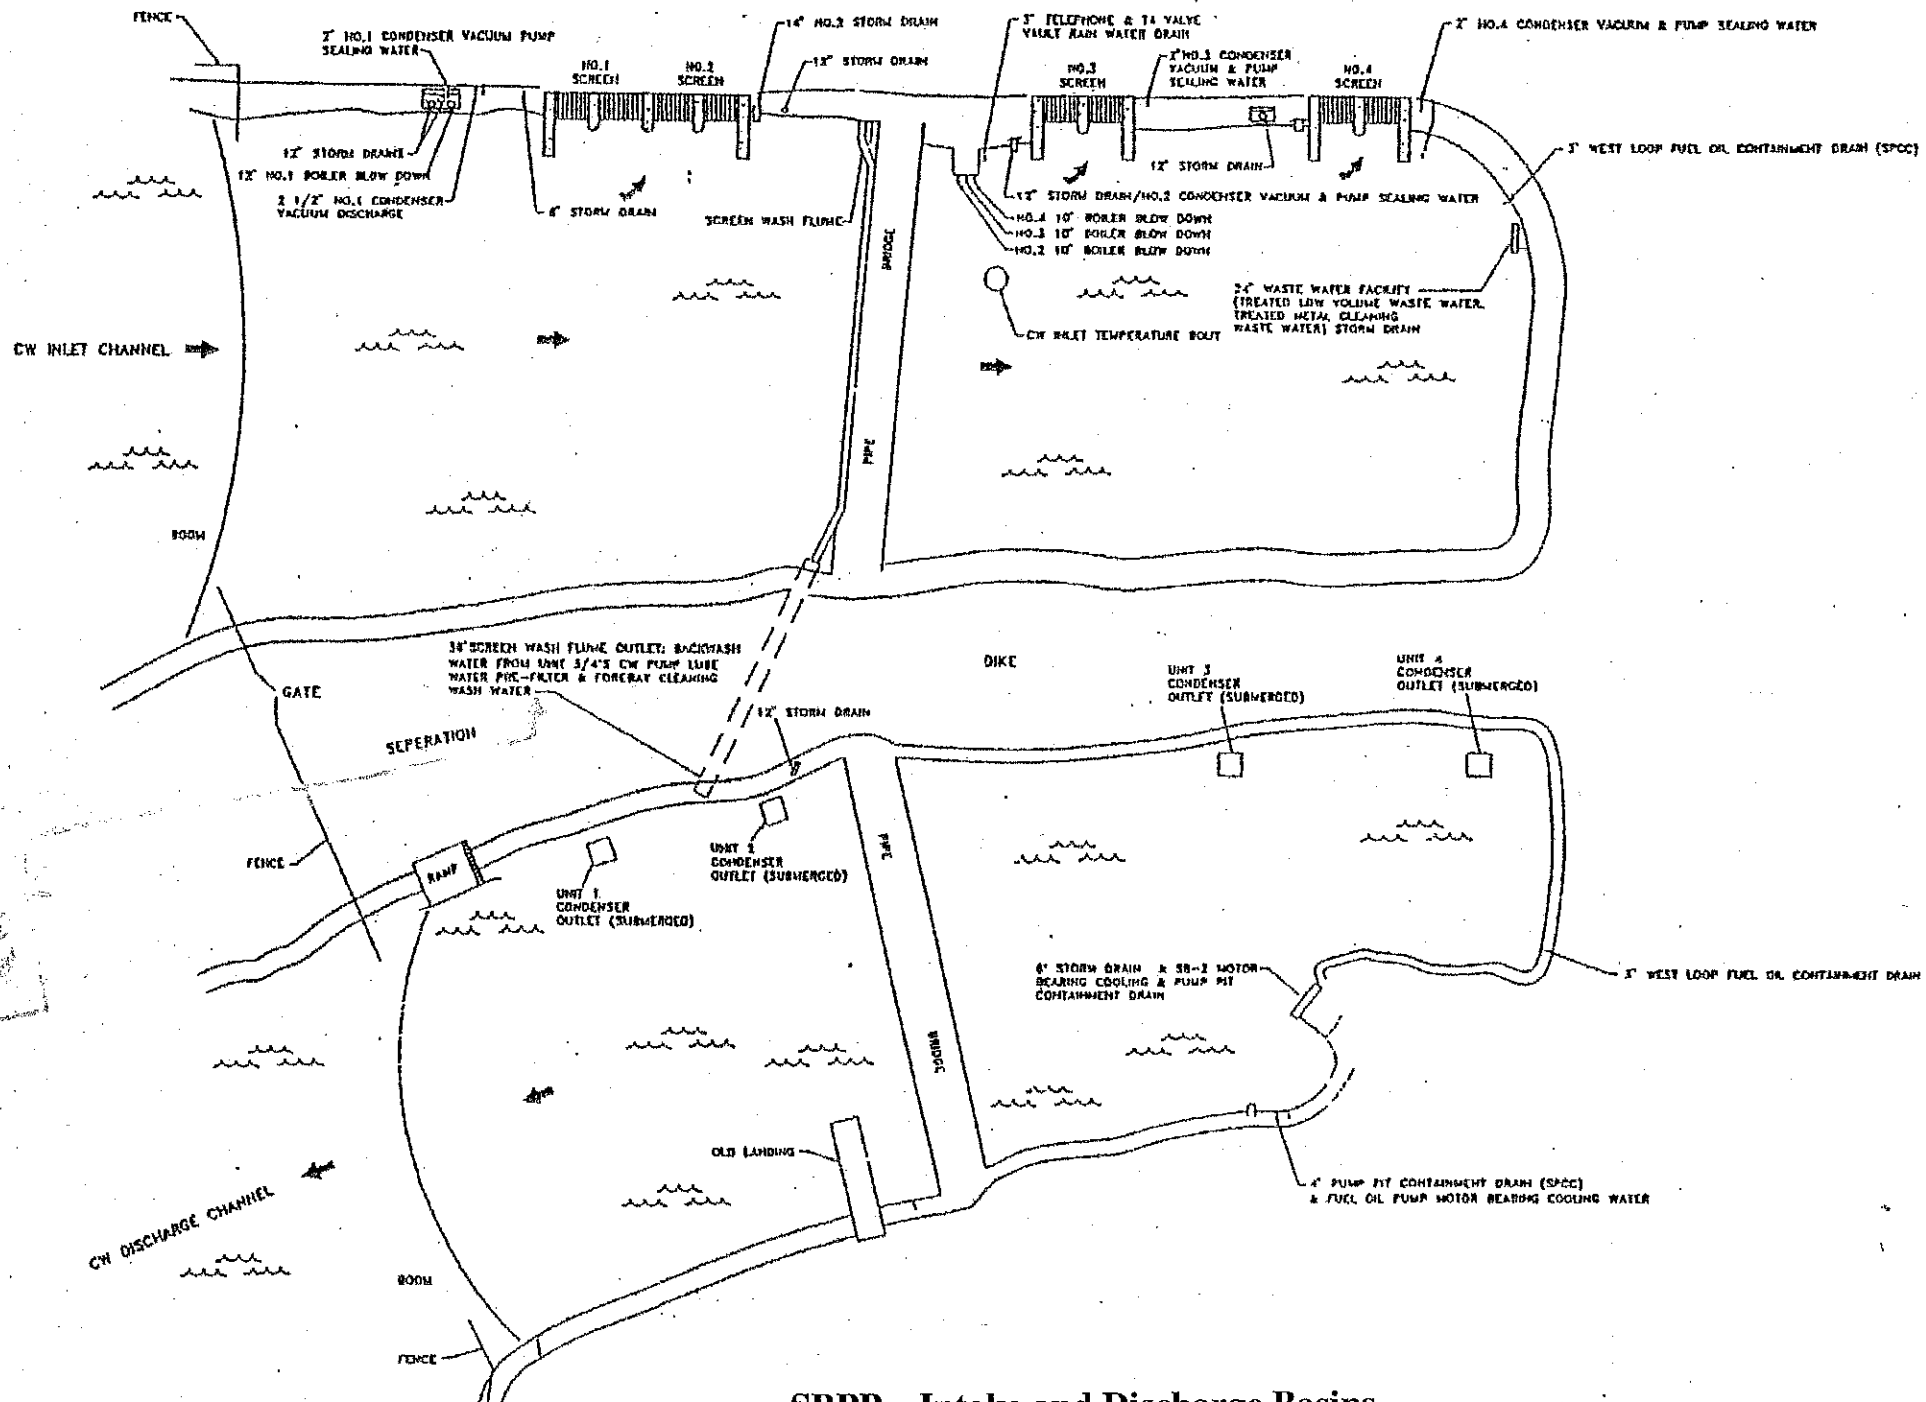 FENCE
2" NO.1 CONDENSER VACUUM PUMP
SEALING WATER
NO.1
SCREEN
NO.2
SCREEN
14" NO.2 STORM DRAIN
12" STORM DRAIN
3" TELEPHONE & T4 VALVE
VAULT RAIN WATER DRAIN
NO.3
SCREEN
2" NO.3 CONDENSER
VACUUM & PUMP
SEALING WATER
NO.4
SCREEN
2" NO.4 CONDENSER VACUUM & PUMP SEALING WATER
12" STORM DRAINS
12" NO.1 BOILER BLOW DOWN
2 1/2" NO.1 CONDENSER
VACUUM DISCHARGE
STORM DRAIN
SCREEN WASH FLUME
12" STORM DRAIN
3" WEST LOOP FUEL OIL CONTAINMENT DRAIN (SPCC)
12" STORM DRAIN/NO.2 CONDENSER VACUUM & PUMP SEALING WATER
NO.4 10" BOILER BLOW DOWN
NO.3 10" BOILER BLOW DOWN
NO.2 10" BOILER BLOW DOWN
BRIDGE
PIPE
24" WASTE WATER FACILITY
(TREATED LOW VOLUME WASTE WATER,
TREATED METAL CLEANING
WASTE WATER) STORM DRAIN
CW INLET TEMPERATURE
CW INLET CHANNEL
BOOM
SCREEN WASH FLUME OUTLET; BACKWASH
WATER FROM UNIT 3/4'S CW PUMP LUBE
WATER PRE-FILTER & FOREBAY CLEANING
WASH WATER
DIKE
UNIT 3
CONDENSER
OUTLET (SUBMERGED)
UNIT 4
CONDENSER
OUTLET (SUBMERGED)
GATE
SEPERATION
12" STORM DRAIN
FENCE
RAMP
UNIT 1
CONDENSER
OUTLET (SUBMERGED)
UNIT 2
CONDENSER
OUTLET (SUBMERGED)
PIPE
BRIDGE
STORM DRAIN & SB-2 MOTOR
BEARING COOLING & PUMP PIT
CONTAINMENT DRAIN
3" WEST LOOP FUEL OIL CONTAINMENT DRAIN
OLD LANDING
4" PUMP PIT CONTAINMENT DRAIN (SPCC)
& FUEL OIL PUMP MOTOR BEARING COOLING WATER
CW DISCHARGE CHANNEL
BOOM
FENCE
SBPP Intake and Discharge Basins